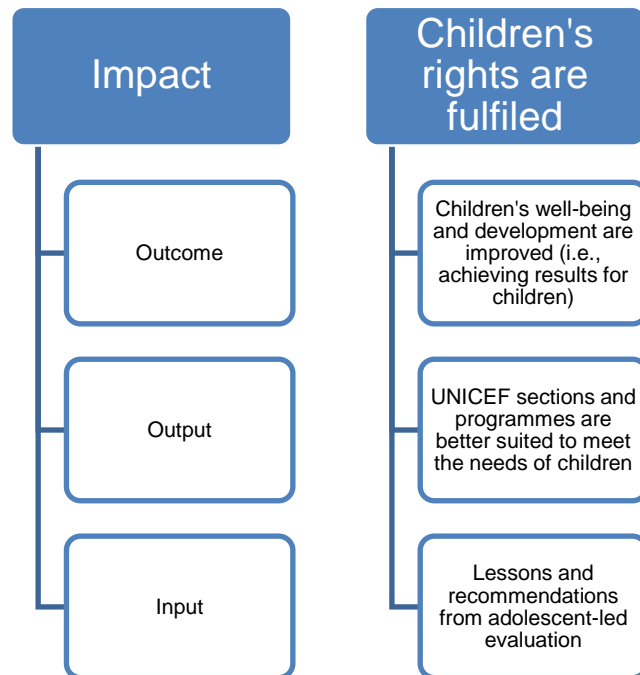 Impact
Outcome
Output
Input
Children's
rights are
fulfiled
Children's well-being
and development are
improved (i.e.,
achieving results for
children)
UNICEF sections and
programmes are
better suited to meet
the needs of children
Lessons and
recommendations
from adolescent-led
evaluation